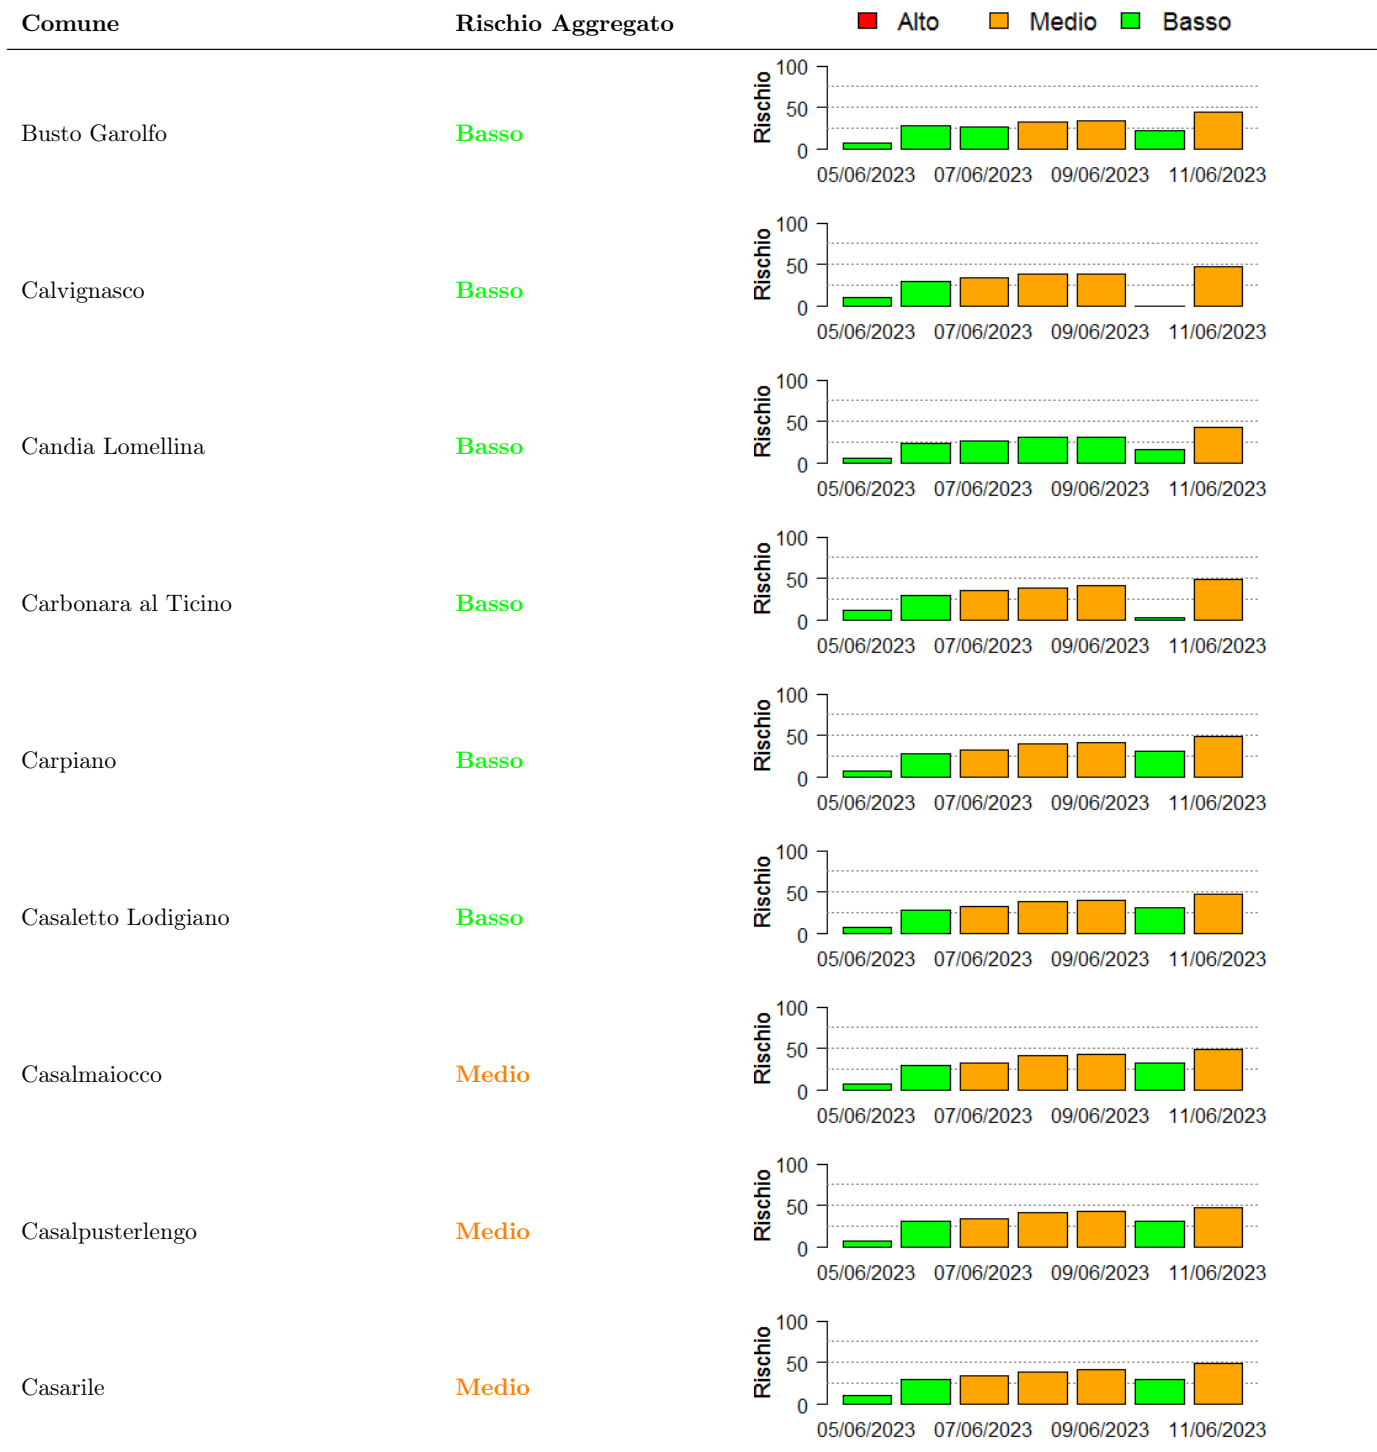 Comune Rischio Aggregato Alto Medio Basso
100
50
0
Rischio
Busto Garolfo Basso
05/06/2023 07/06/2023 09/06/2023 11/06/2023
100
50
0
Rischio
Calvignasco Basso
05/06/2023 07/06/2023 09/06/2023 11/06/2023
100
50
0
Rischio
Candia Lomellina Basso
05/06/2023 07/06/2023 09/06/2023 11/06/2023
100
50
0
Rischio
Carbonara al Ticino Basso
05/06/2023 07/06/2023 09/06/2023 11/06/2023
100
50
0
Rischio
Carpiano Basso
05/06/2023 07/06/2023 09/06/2023 11/06/2023
100
50
0
Rischio
Casaletto Lodigiano Basso
05/06/2023 07/06/2023 09/06/2023 11/06/2023
100
50
0
Rischio
Casalmaiocco Medio
05/06/2023 07/06/2023 09/06/2023 11/06/2023
100
50
0
Rischio
Casalpusterlengo Medio
05/06/2023 07/06/2023 09/06/2023 11/06/2023
100
50
0
Rischio
Casarile Medio
05/06/2023 07/06/2023 09/06/2023 11/06/2023